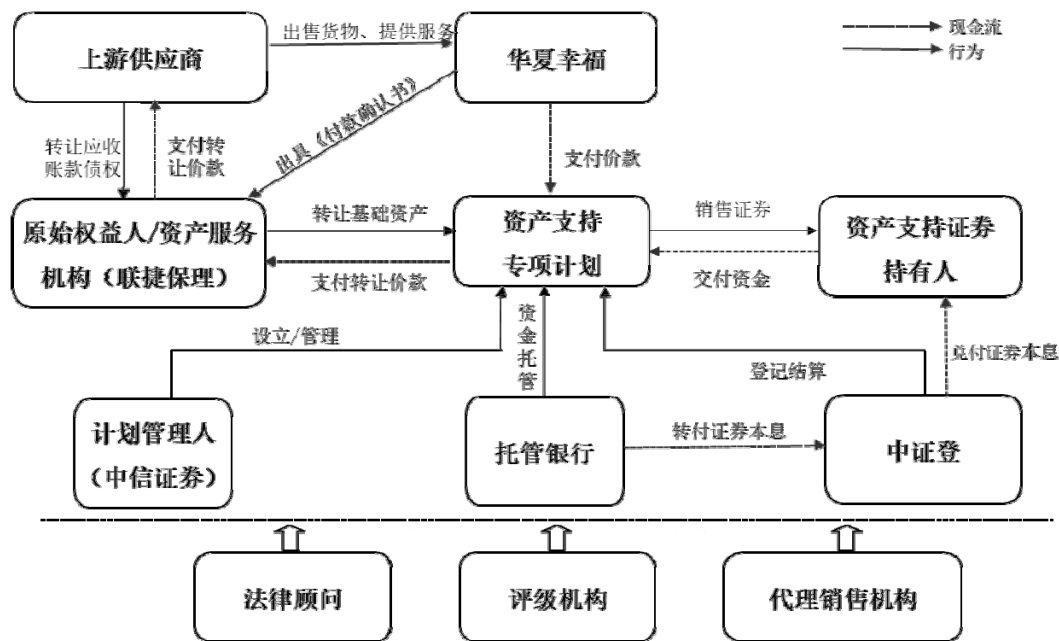 出售货物、提供服务
现金流
行为
上游供应商
华夏幸福
转让应收
账款债权
支付转
让价款
出具《付款确认书》
支付价款
原始权益人/资产服务
机构（联捷保理）
转让基础资产
支付转让价款
资产支持
专项计划
销售证券
交付资金
资产支持证券
持有人
设立/管理
资金托管
登记结算
兑付证券本息
计划管理人
（中信证券）
托管银行
转付证券本息
中证登
法律顾问
评级机构
代理销售机构